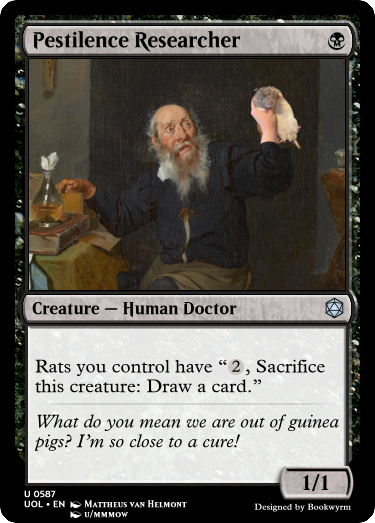 Pestilence Researcher
Creature — Human Doctor
Rats you control have “2, Sacrifice
this creature: Draw a card.”
What do you mean we are out of guinea
pigs? I'm so close to a cure!
1/1
U 0587
UOL • EN Mattheus van Helmont
u/mmmow
Designed by Bookwyrm